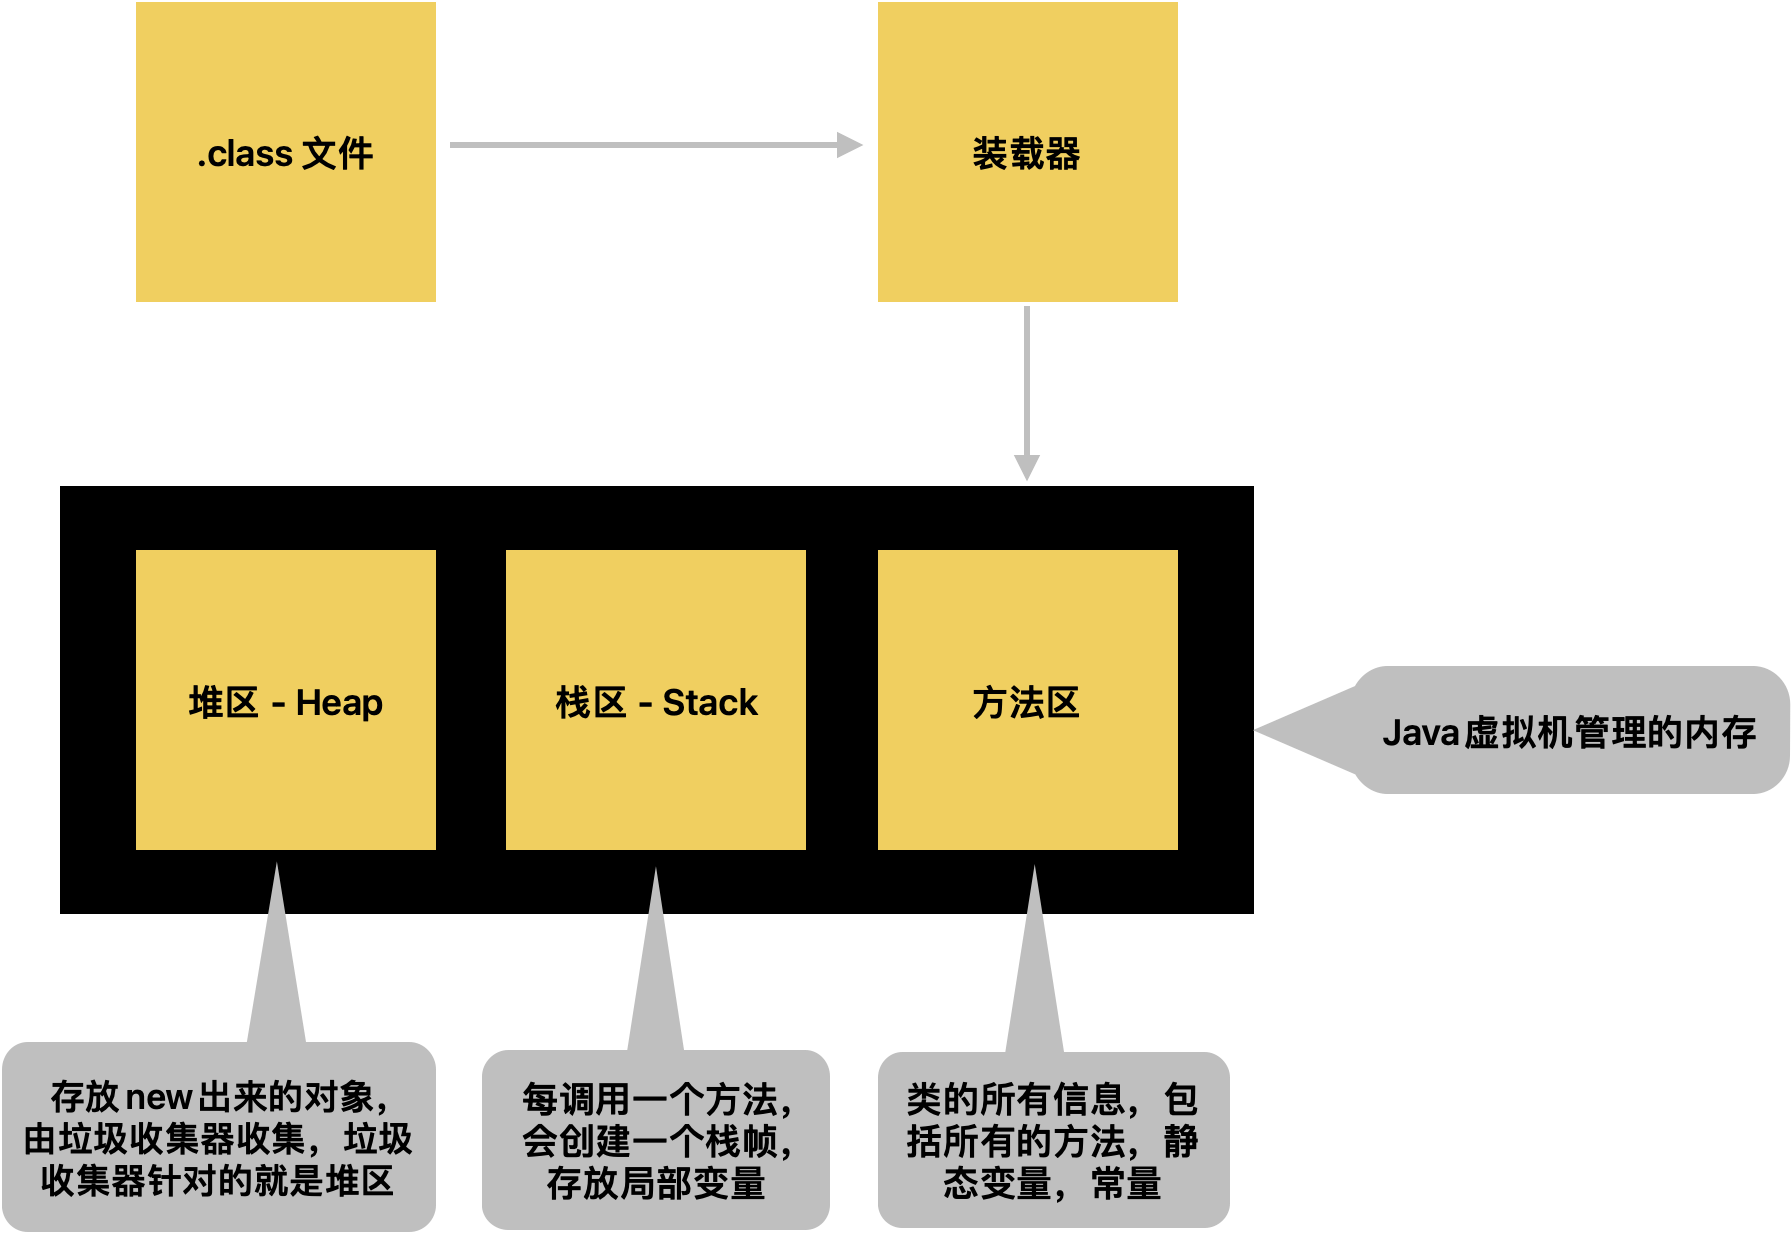 .class 文件
装载器
堆区 - Heap
栈区 - Stack
方法区
Java虚拟机管理的内存
存放new出来的对象，
由垃圾收集器收集，垃圾
收集器针对的就是堆区
每调用一个方法，
会创建一个栈帧，
存放局部变量
类的所有信息，包
括所有的方法，静
态变量，常量